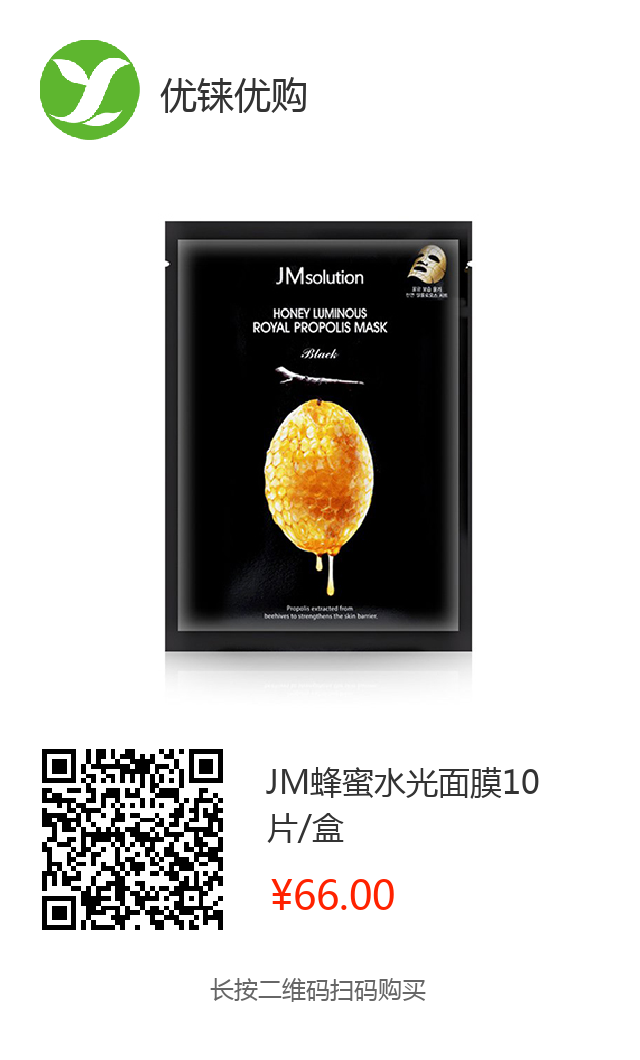 优铼优购
JMsolution
HONEY LUMINOUS
ROYAL PROPOLIS MASK
Black
Propolis extracted from
beehives to strengthens the skin barrier.
JM蜂蜜水光面膜10
片/盒
¥66.00
长按二维码扫码购买